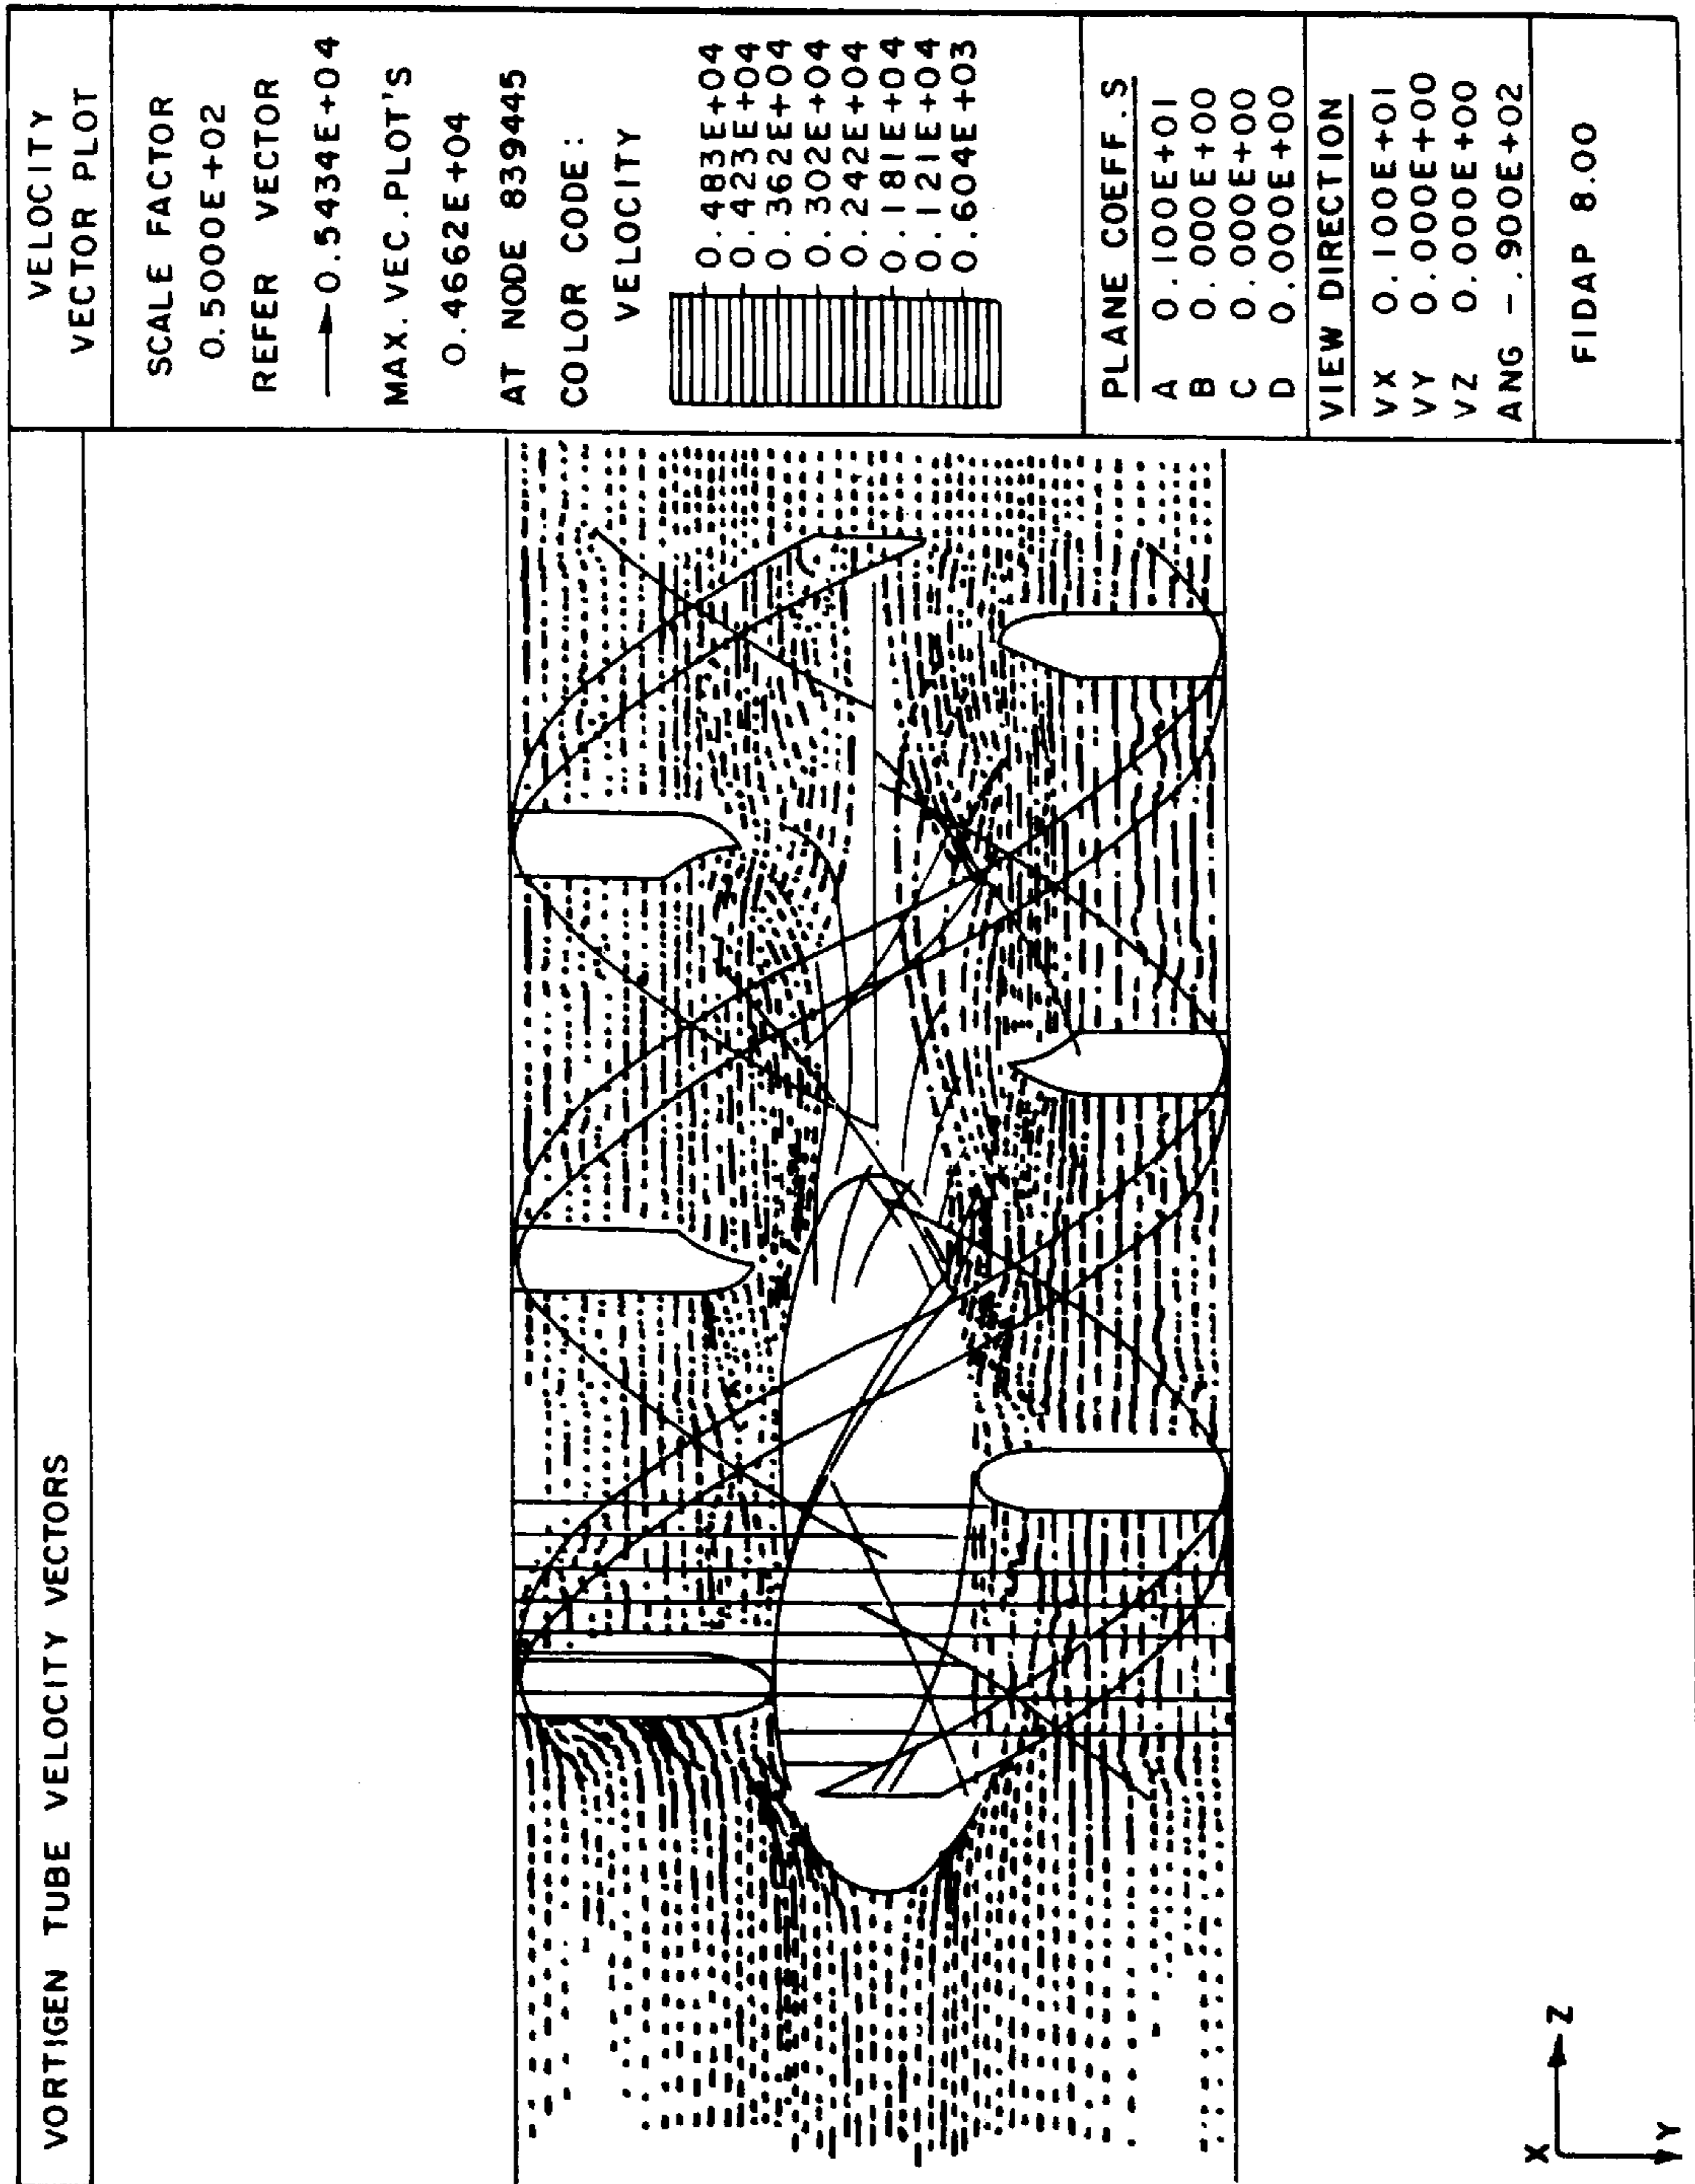 VORTIGEN TUBE VELOCITY VECTORS
VELOCITY
VECTOR PLOT
SCALE FACTOR
0.5000E+02
REFER VECTOR
0.5434E+04
MAX.VEC.PLOT'S
0.4662E+04
AT NODE 839445
COLOR CODE:
VELOCITY
0.483E+04
0.423E+04
0.362E+04
0.302E+04
0.242E+04
0.181E+04
0.121E+04
0.604E+03
PLANE COEFF.S
A 0.100E+01
B 0.000E+00
C 0.000E+00
D 0.000E+00
VIEW DIRECTION
VX 0.100E+01
VY 0.000E+00
VZ 0.000E+00
ANG -.900E+02
FIDAP 8.00
X
Z
Y